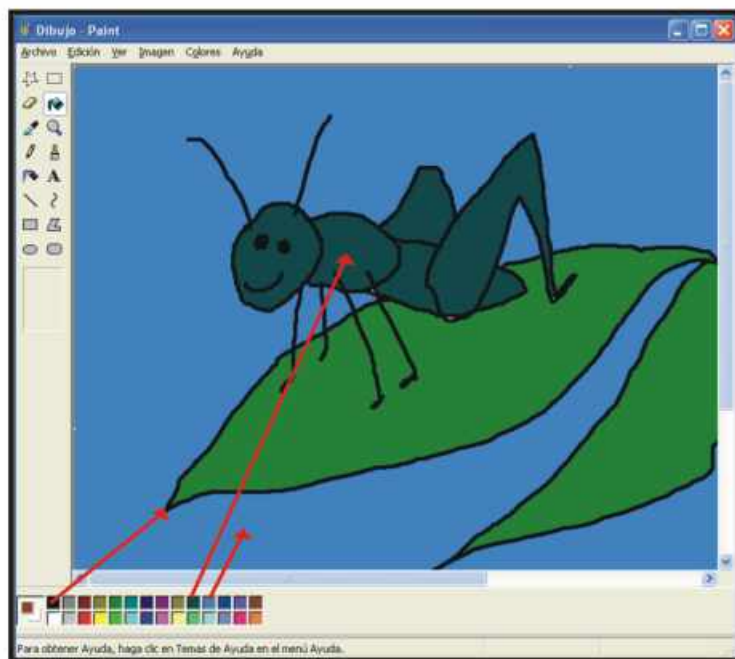 Dibujo - Paint
Archivo Edición Ver Imagen Colores Ayuda
A
Para obtener Ayuda, haga clic en Temas de Ayuda en el menú Ayuda.